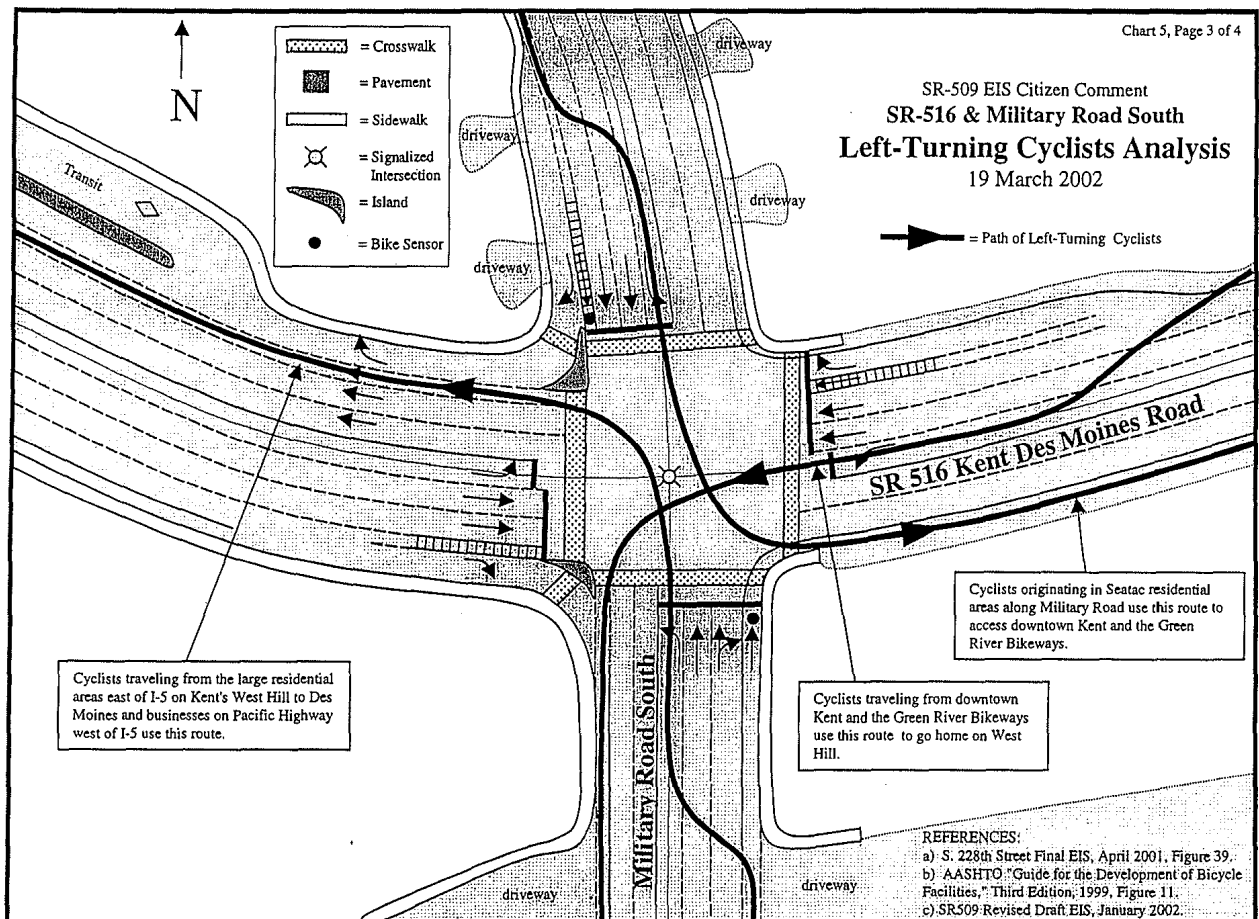 Chart 5, Page 3 of 4
SR-509 EIS Citizen Comment
SR-516 & Military Road South
Left-Turning Cyclists Analysis
19 March 2002
= Path of Left-Turning Cyclists
N
= Crosswalk
= Pavement
= Sidewalk
= Signalized
Intersection
= Island
= Bike Sensor
Transit
driveway
driveway
driveway
driveway
SR 516 Kent Des Moines Road
Military Road South
Cyclists originating in Seatac residential
areas along Military Road use this route to
access downtown Kent and the Green
River Bikeways.
Cyclists traveling from the large residential
areas east of I-5 on Kent's West Hill to Des
Moines and businesses on Pacific Highway
west of I-5 use this route.
Cyclists traveling from downtown
Kent and the Green River Bikeways
use this route to go home on West
Hill.
driveway
driveway
REFERENCES:
a) S. 228th Street Final EIS, April 2001, Figure 39.
b) AASHTO "Guide for the Development of Bicycle
Facilities," Third Edition, 1999, Figure 11.
c) SR509 Revised Draft EIS, January 2002.